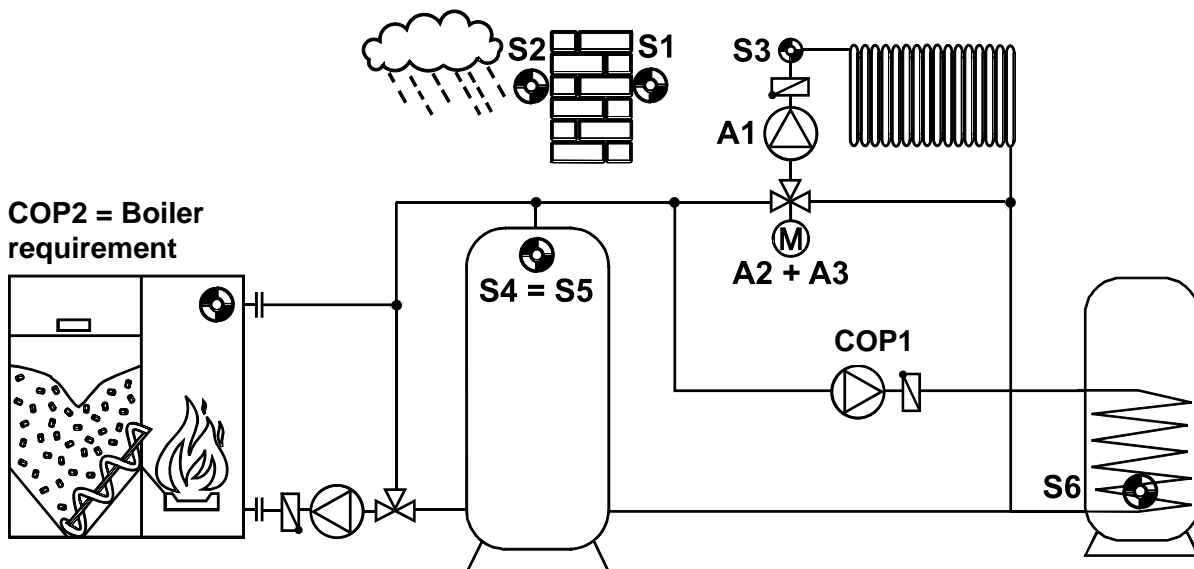 S2
S1
S3
A1
COP2 = Boiler
requirement
M
A2 + A3
S4 = S5
COP1
S6